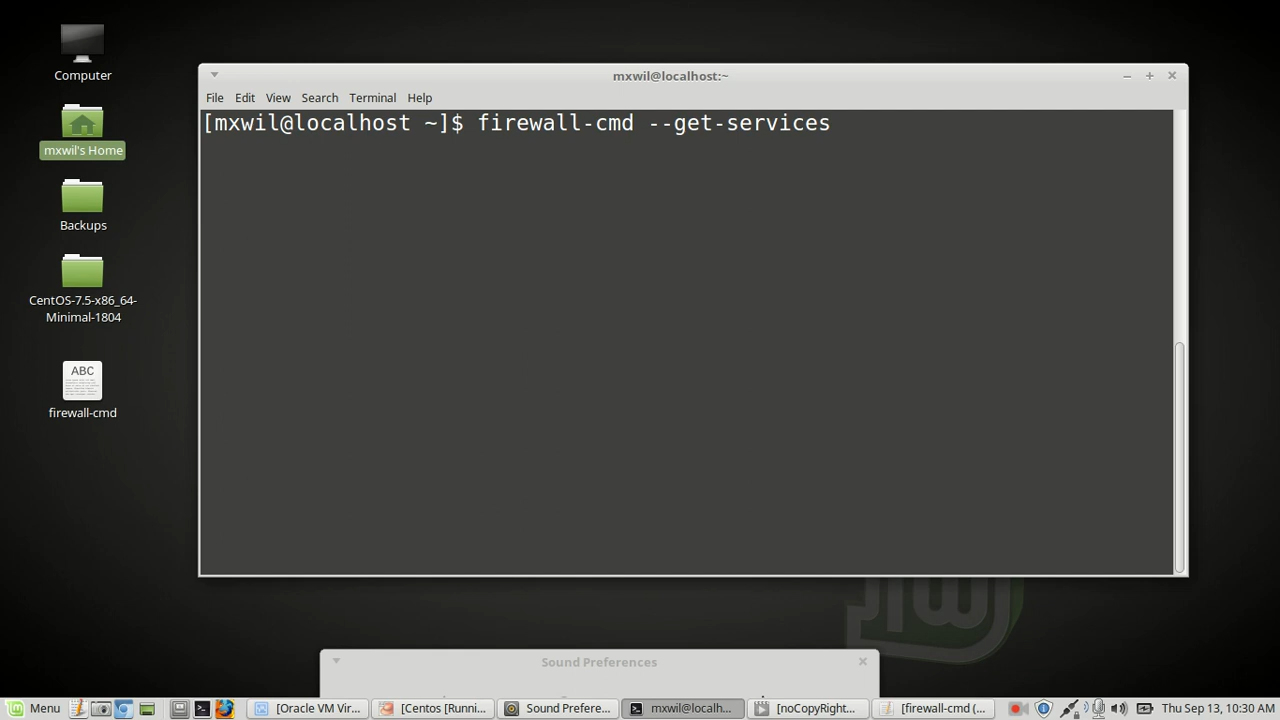 Computer
mxwil's Home
Backups
CentOS-7.5-x86_64-
Minimal-1804
ABC
firewall-cmd
mxwil@localhost:~
File Edit View Search Terminal Help
[mxwil@localhost ~]$ firewall-cmd --get-services
Sound Preferences
Menu [Oracle VM Vir... [Centos [Runni... Sound Prefere... mxwil@localh... [noCopyRight... [firewall-cmd (... Thu Sep 13, 10:30 AM